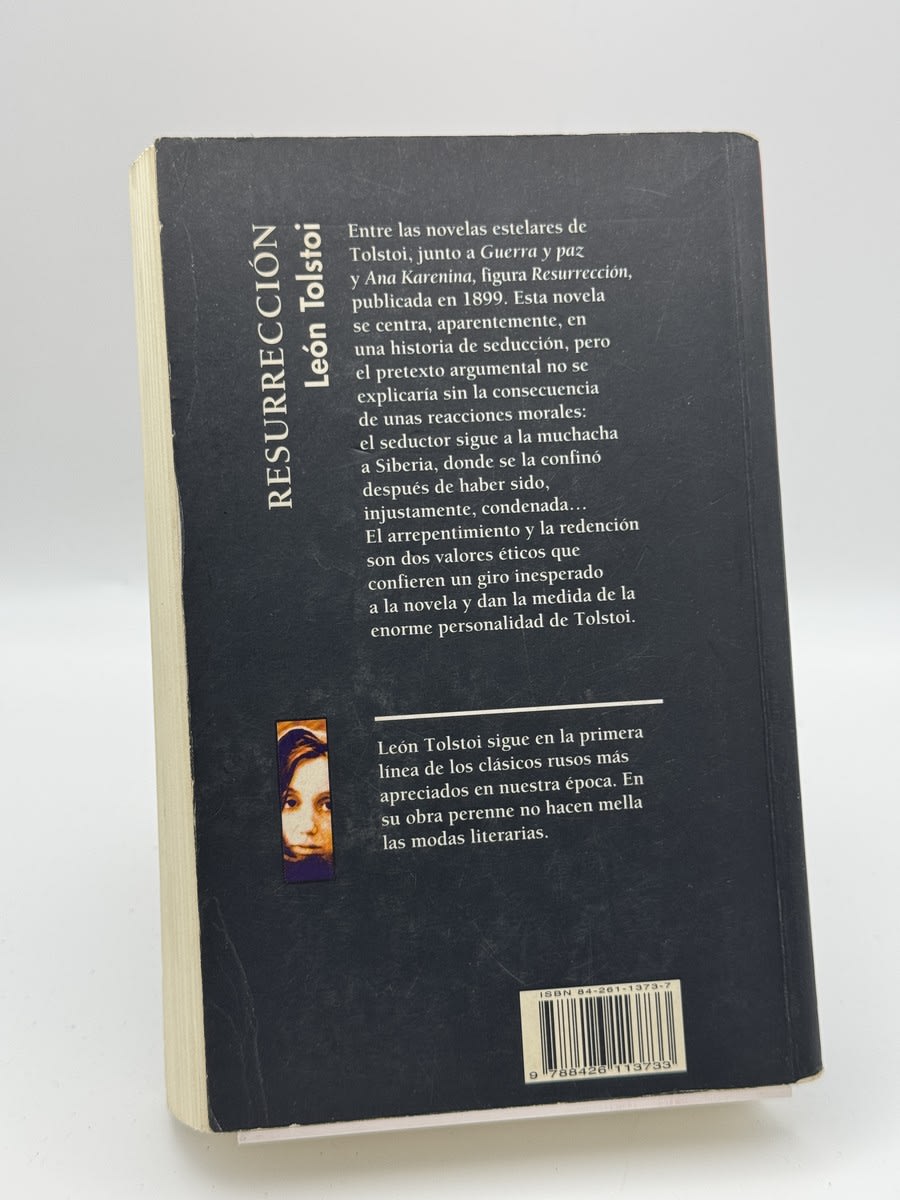 RESURRECCIÓN
León Tolstoi
Entre las novelas estelares de
Tolstoi, junto a Guerra y paz
y Ana Karenina, figura Resurrección,
publicada en 1899. Esta novela
se centra, aparentemente, en
una historia de seducción, pero
el pretexto argumental no se
explicaría sin la consecuencia
de unas reacciones morales:
el seductor sigue a la muchacha
a Siberia, donde se la confinó
después de haber sido,
injustamente, condenada...
El arrepentimiento y la redención
son dos valores éticos que
confieren un giro inesperado
a la novela y dan la medida de la
enorme personalidad de Tolstoi.
León Tolstoi sigue en la primera
línea de los clásicos rusos más
apreciados en nuestra época. En
su obra perenne no hacen mella
las modas literarias.
ISBN 84-261-1373-7
9 788426 113733